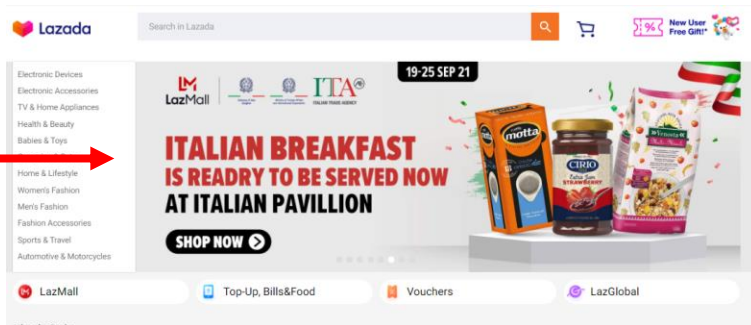 Lazada
Search in Lazada
% New User
Free Gift!*
Electronic Devices
Electronic Accessories
TV & Home Appliances
Health & Beauty
Babies & Toys
Home & Lifestyle
Women's Fashion
Men's Fashion
Fashion Accessories
Sports & Travel
Automotive & Motorcycles
LazMall
ITA®
ITALIAN TRADE AGENCY
19-25 SEP 21
ITALIAN BREAKFAST
IS READRY TO BE SERVED NOW
AT ITALIAN PAVILLION
SHOP NOW
motta
CIRIO
Extra Jam
STRAWBERRY
LazMall
Top-Up, Bills&Food
Vouchers
LazGlobal